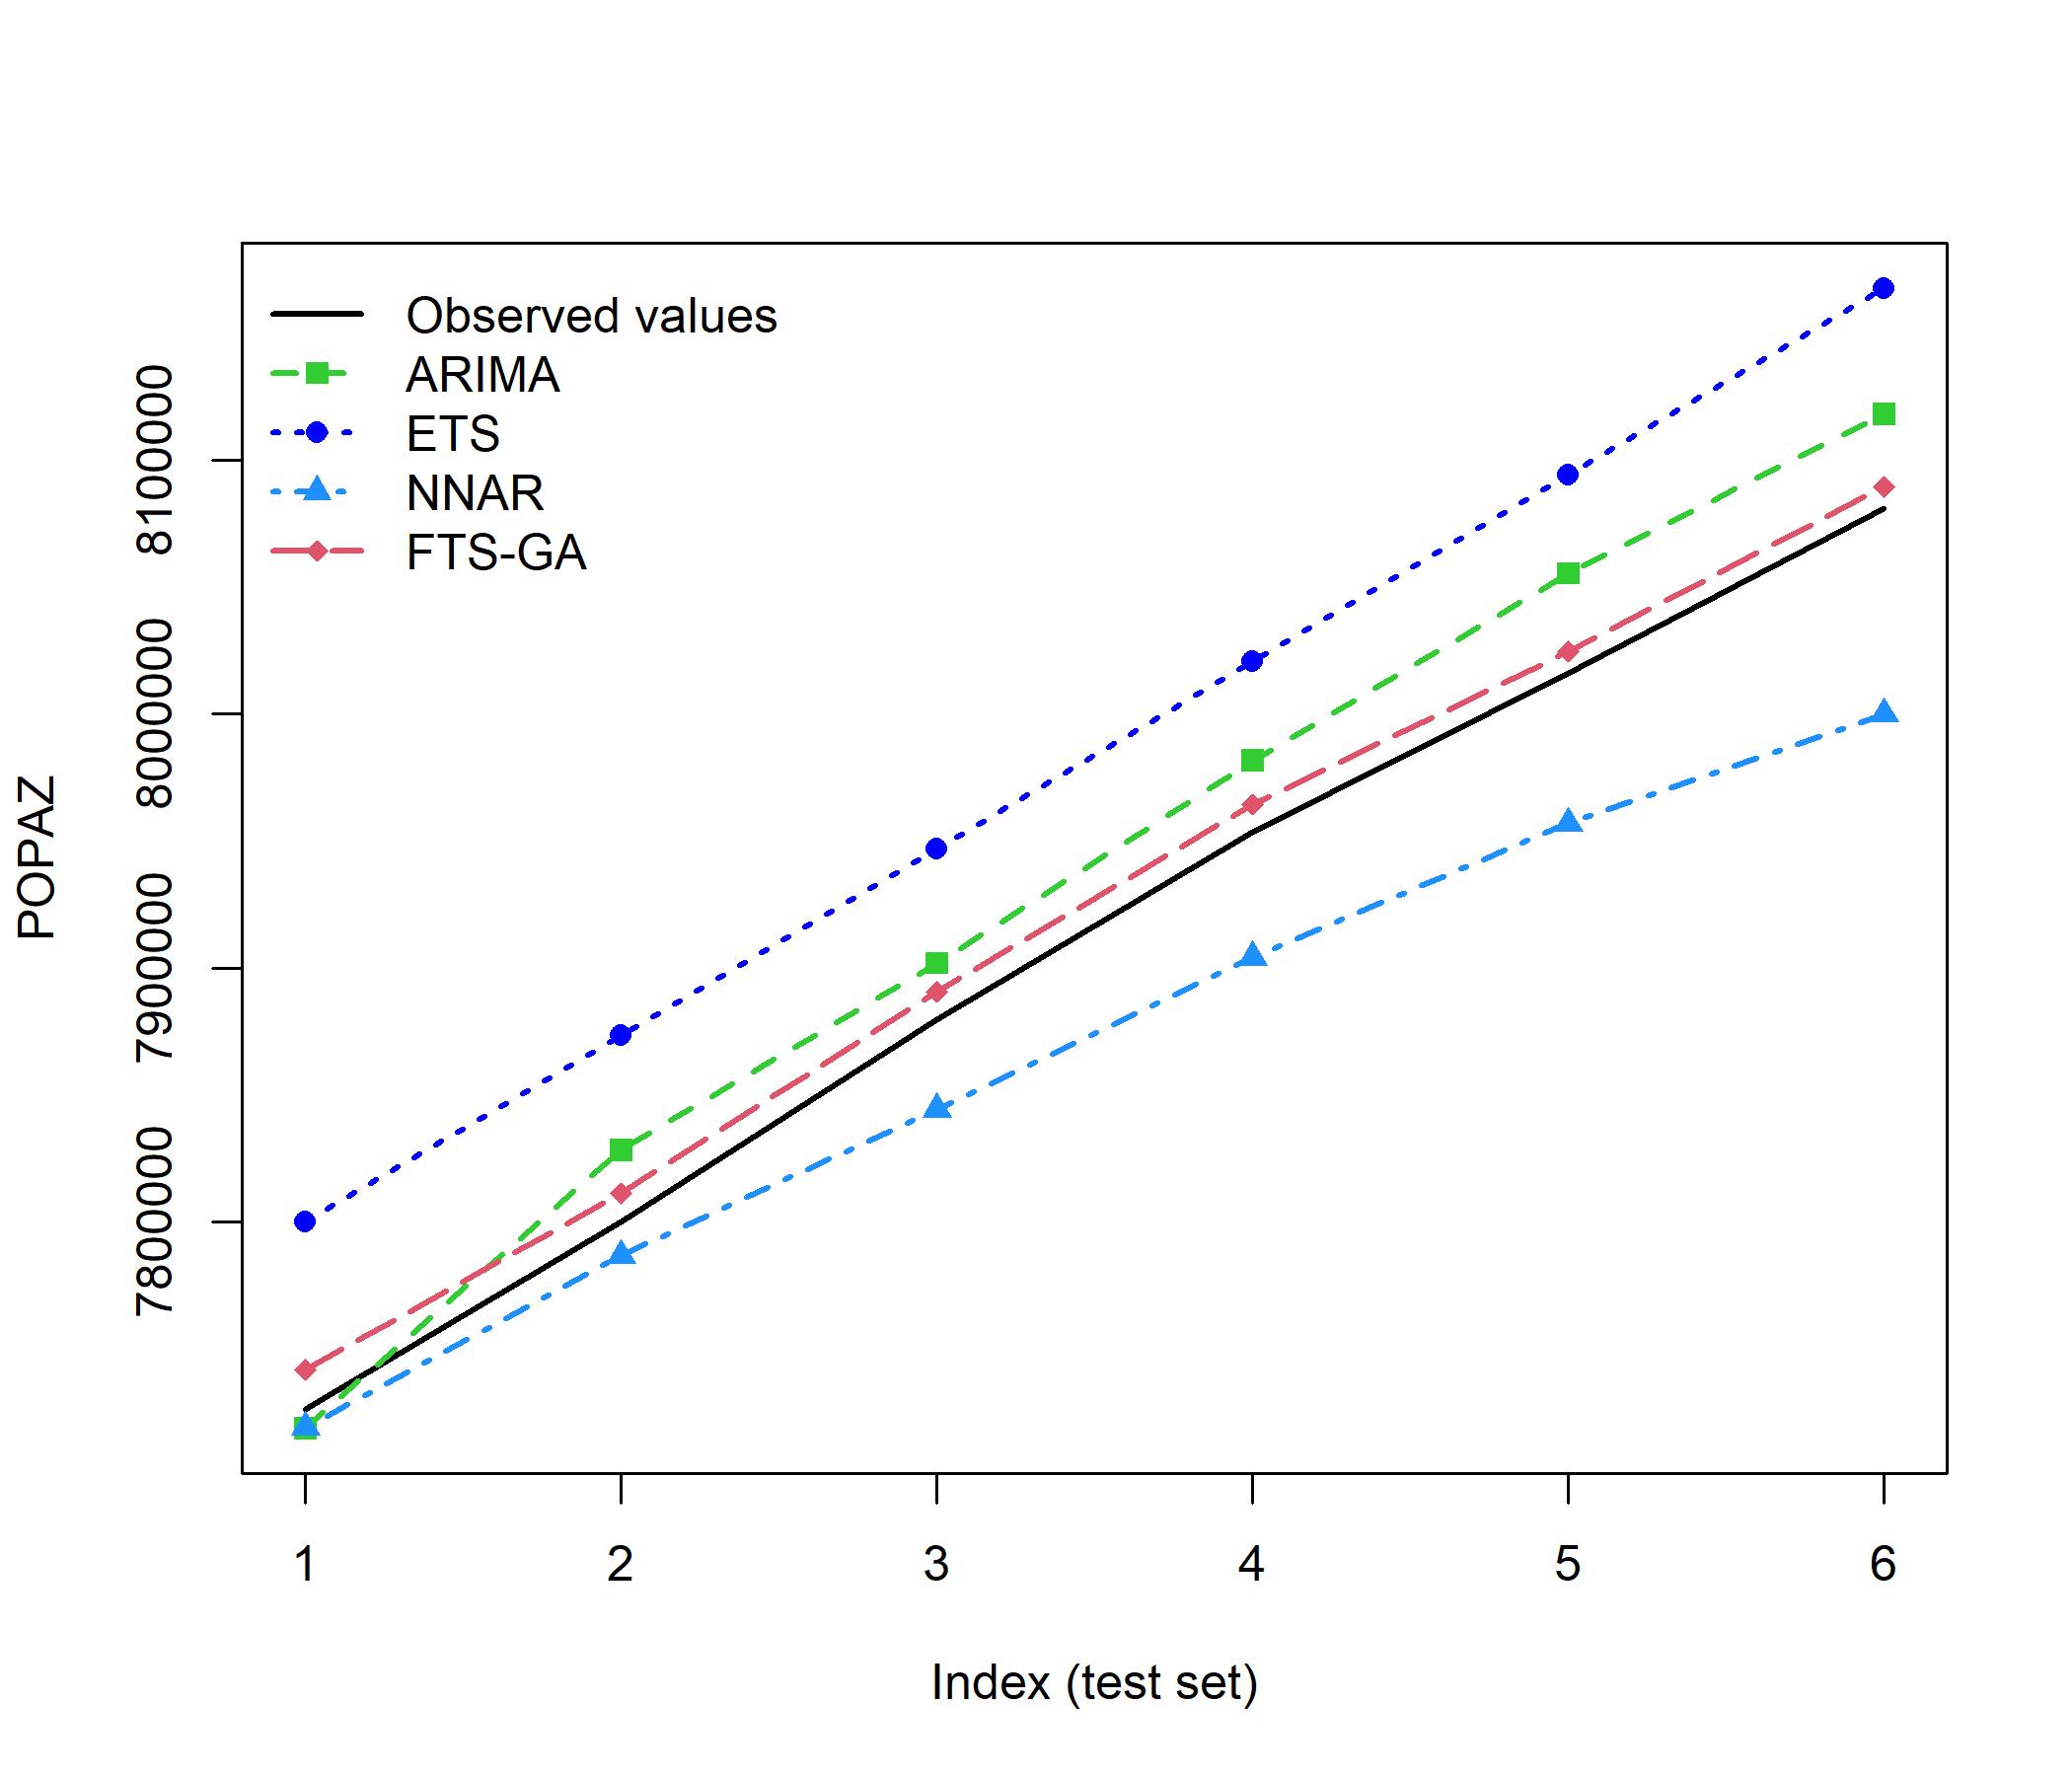 Observed values
ARIMA
ETS
NNAR
FTS-GA
POPAZ
8100000
8000000
7900000
7800000
1 2 3 4 5 6
Index (test set)